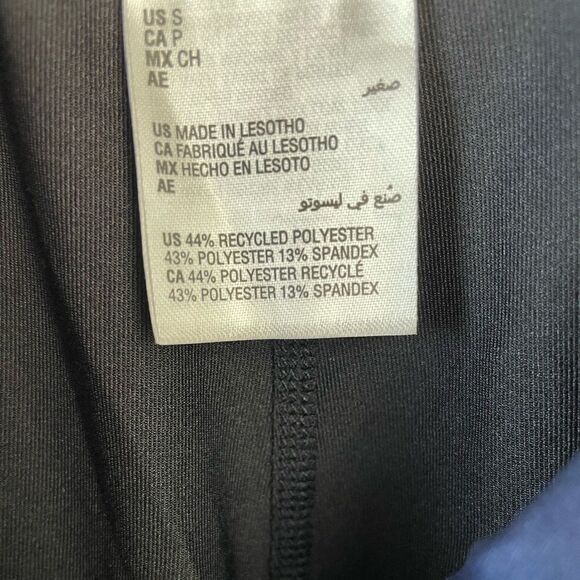 US S
CA P
MX CH
AE
صغير
US MADE IN LESOTHO
CA FABRIQUÉ AU LESOTHO
MX HECHO EN LESOTO
AE
صُنع في ليسوتو
US 44% RECYCLED POLYESTER
43% POLYESTER 13% SPANDEX
CA 44% POLYESTER RECYCLÉ
43% POLYESTER 13% SPANDEX